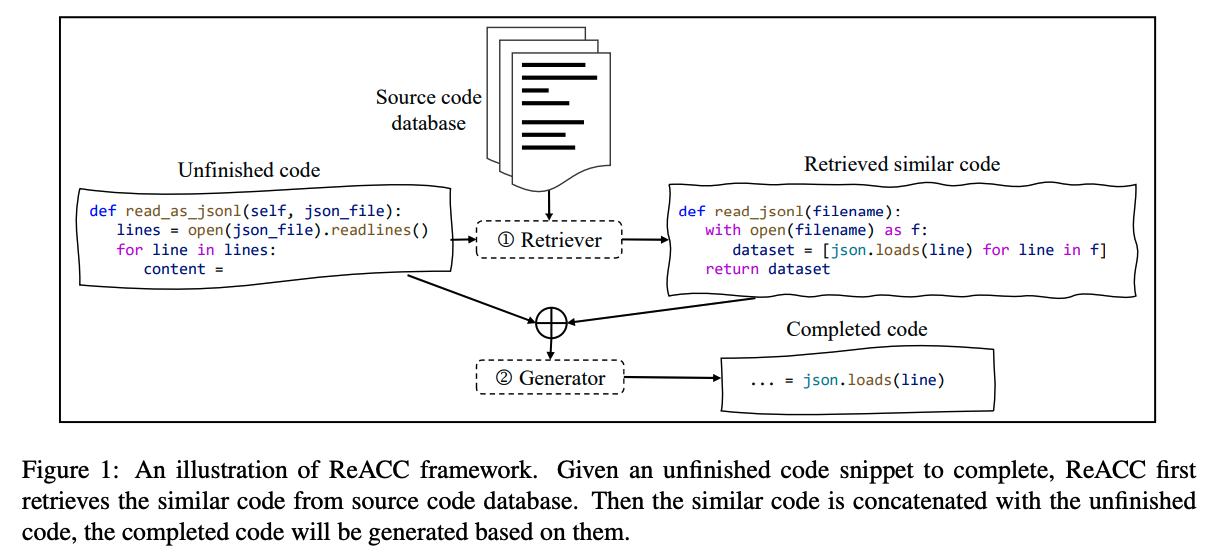 Source code
database
Unfinished code
def read_as_jsonl(self, json_file):
lines = open(json_file).readlines()
for line in lines:
content =
① Retriever
Retrieved similar code
def read_jsonl(filename):
with open(filename) as f:
dataset = [json.loads(line) for line in f]
return dataset
② Generator
Completed code
... = json.loads(line)
Figure 1: An illustration of ReACC framework. Given an unfinished code snippet to complete, ReACC first
retrieves the similar code from source code database. Then the similar code is concatenated with the unfinished
code, the completed code will be generated based on them.